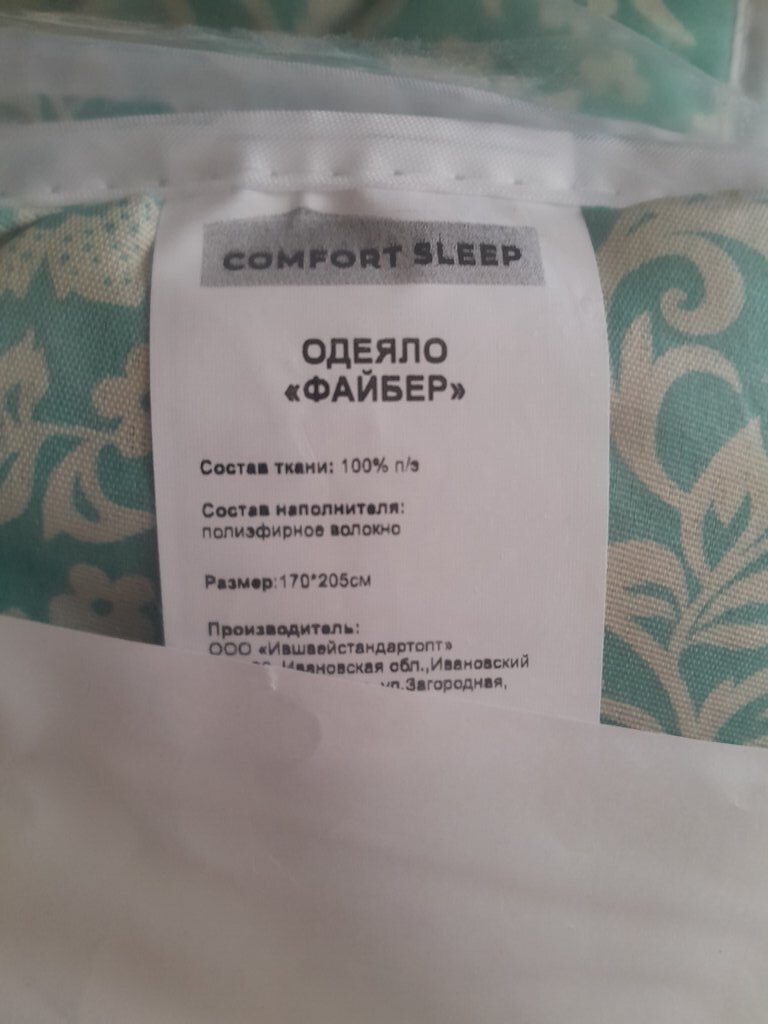 COMFORT SLEEP
ОДЕЯЛО
«ФАЙБЕР»
Состав ткани: 100% п/э
Состав наполнителя:
полиэфирное волокно
Размер:170*205см
Производитель:
ООО «Ившвейстандартопт»
Ивановская обл.,Ивановский
ул.Загородная,